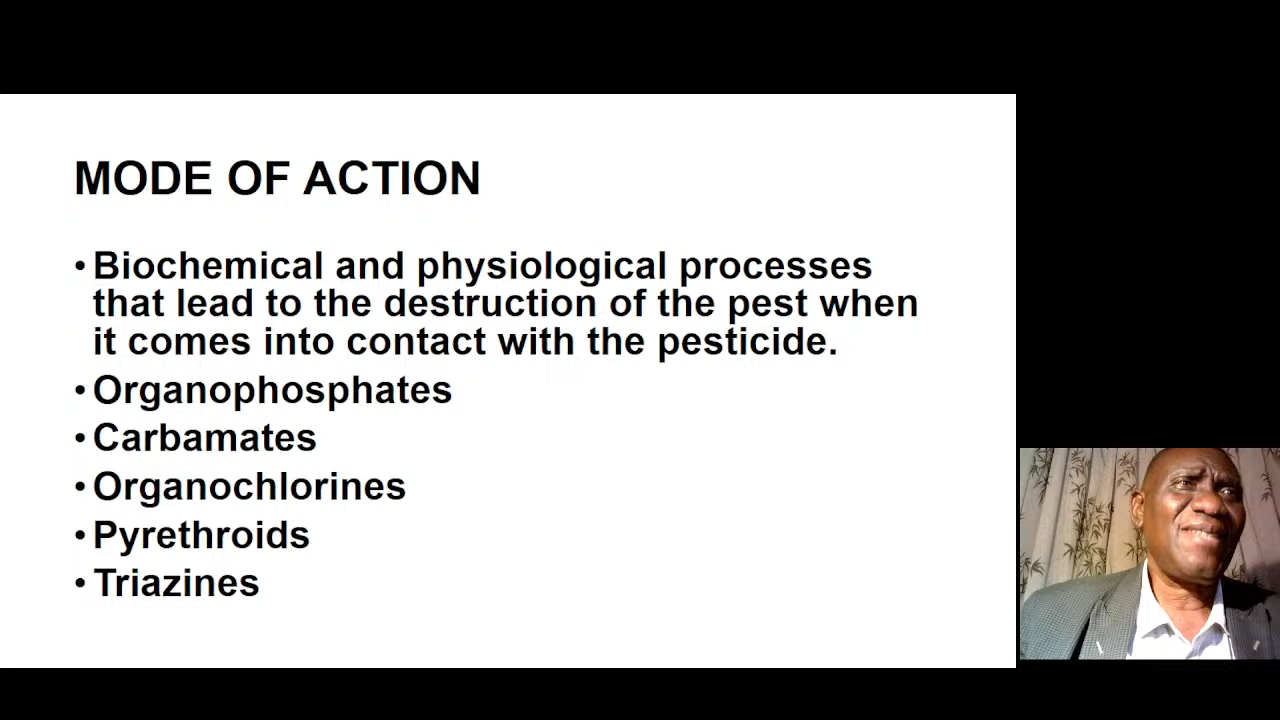 MODE OF ACTION
• Biochemical and physiological processes
that lead to the destruction of the pest when
it comes into contact with the pesticide.
• Organophosphates
• Carbamates
• Organochlorines
• Pyrethroids
• Triazines